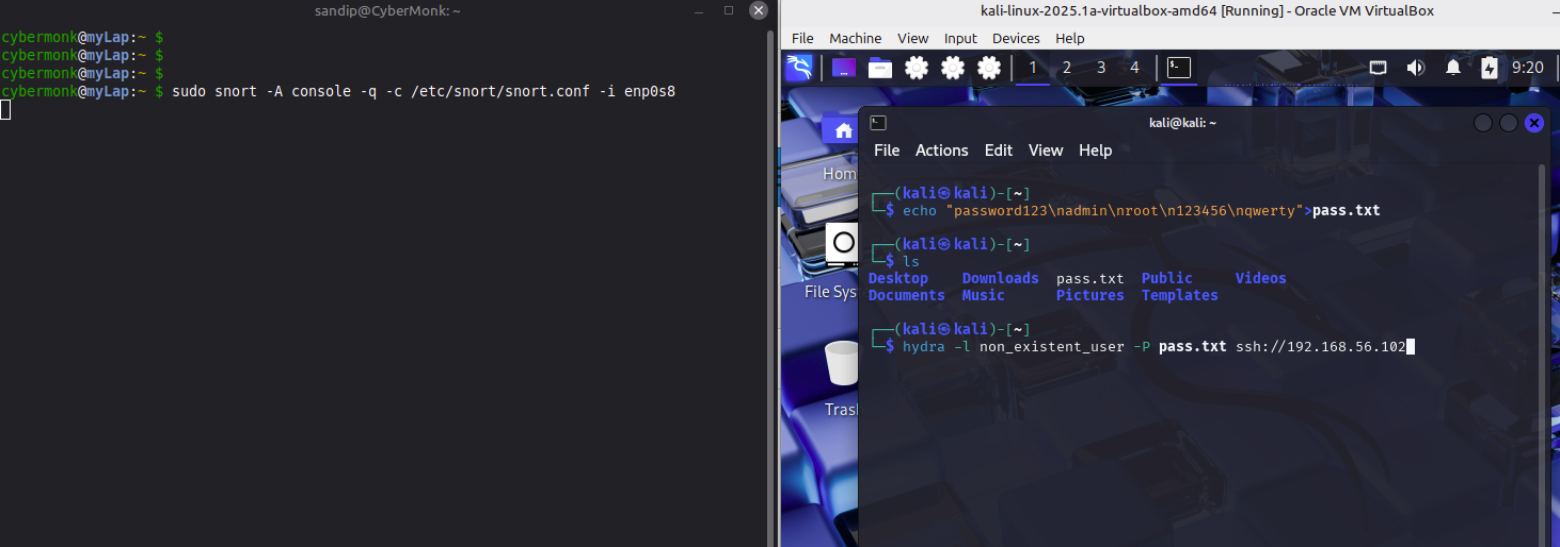 sandip@CyberMonk: ~
cybermonk@myLap:~ $
cybermonk@myLap:~ $
cybermonk@myLap:~ $
cybermonk@myLap:~ $ sudo snort -A console -q -c /etc/snort/snort.conf -i enp0s8
kali-linux-2025.1a-virtualbox-amd64 [Running] - Oracle VM VirtualBox
File Machine View Input Devices Help
1 2 3 4 9:20
kali@kali: ~
File Actions Edit View Help
Hom
File Sys
Tras
┌──(kali㉿kali)-[~]
└─$ echo "password123\nadmin\nroot\n123456\nqwerty">pass.txt
┌──(kali㉿kali)-[~]
└─$ ls
Desktop Downloads pass.txt Public Videos
Documents Music Pictures Templates
┌──(kali㉿kali)-[~]
└─$ hydra -l non_existent_user -P pass.txt ssh://192.168.56.102